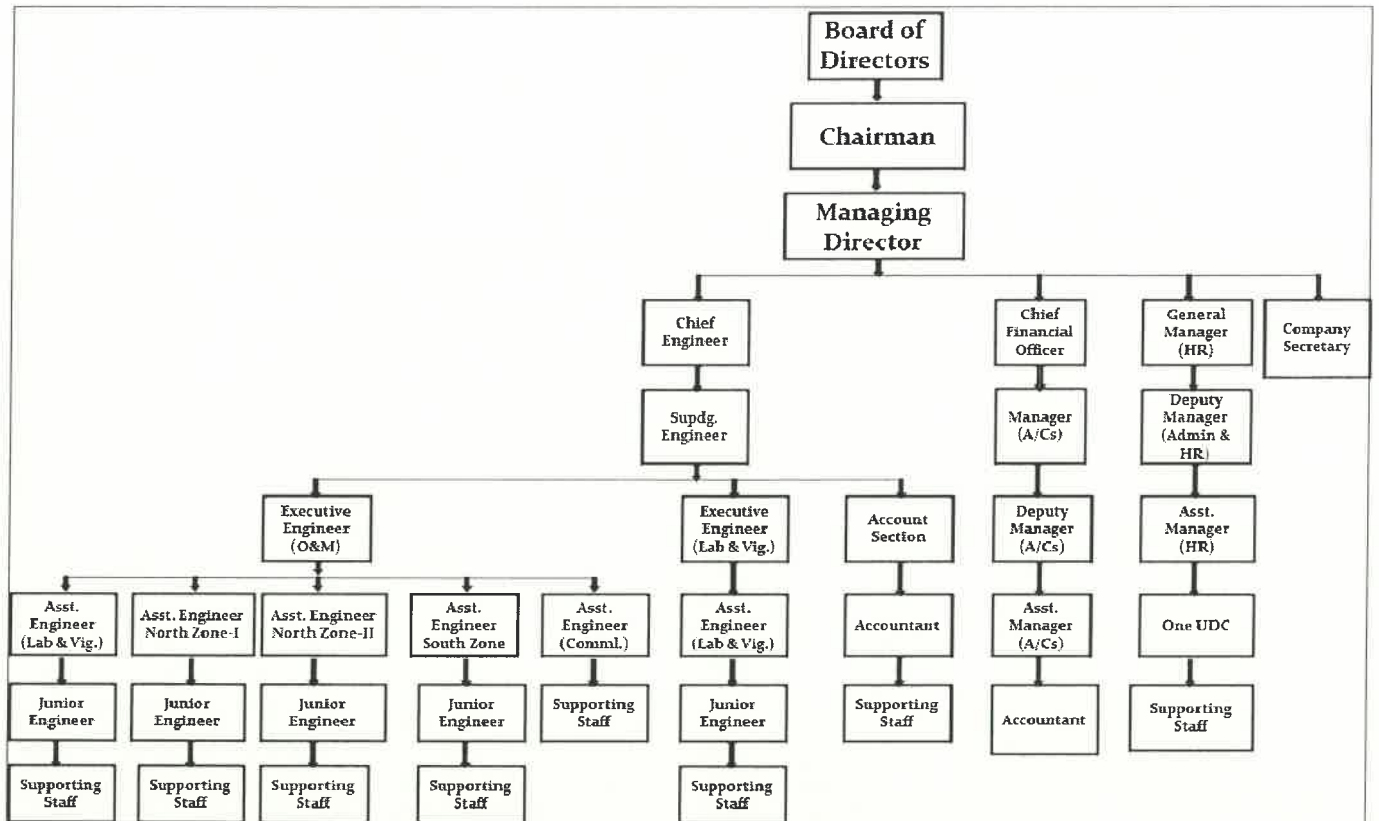 Board of
Directors
Chairman
Managing
Director
Chief
Engineer
Chief
Financial
Officer
General
Manager
(HR)
Company
Secretary
Supdg.
Engineer
Manager
(A/Cs)
Deputy
Manager
(Admin &
HR)
Executive
Engineer
(O&M)
Executive
Engineer
(Lab & Vig.)
Account
Section
Deputy
Manager
(A/Cs)
Asst.
Manager
(HR)
Asst.
Engineer
(Lab & Vig.)
Asst. Engineer
North Zone-I
Asst. Engineer
North Zone-II
Asst.
Engineer
South Zone
Asst.
Engineer
(Comml.)
Asst.
Engineer
(Lab & Vig.)
Accountant
Asst.
Manager
(A/Cs)
One UDC
Junior
Engineer
Junior
Engineer
Junior
Engineer
Junior
Engineer
Supporting
Staff
Junior
Engineer
Supporting
Staff
Accountant
Supporting
Staff
Supporting
Staff
Supporting
Staff
Supporting
Staff
Supporting
Staff
Supporting
Staff